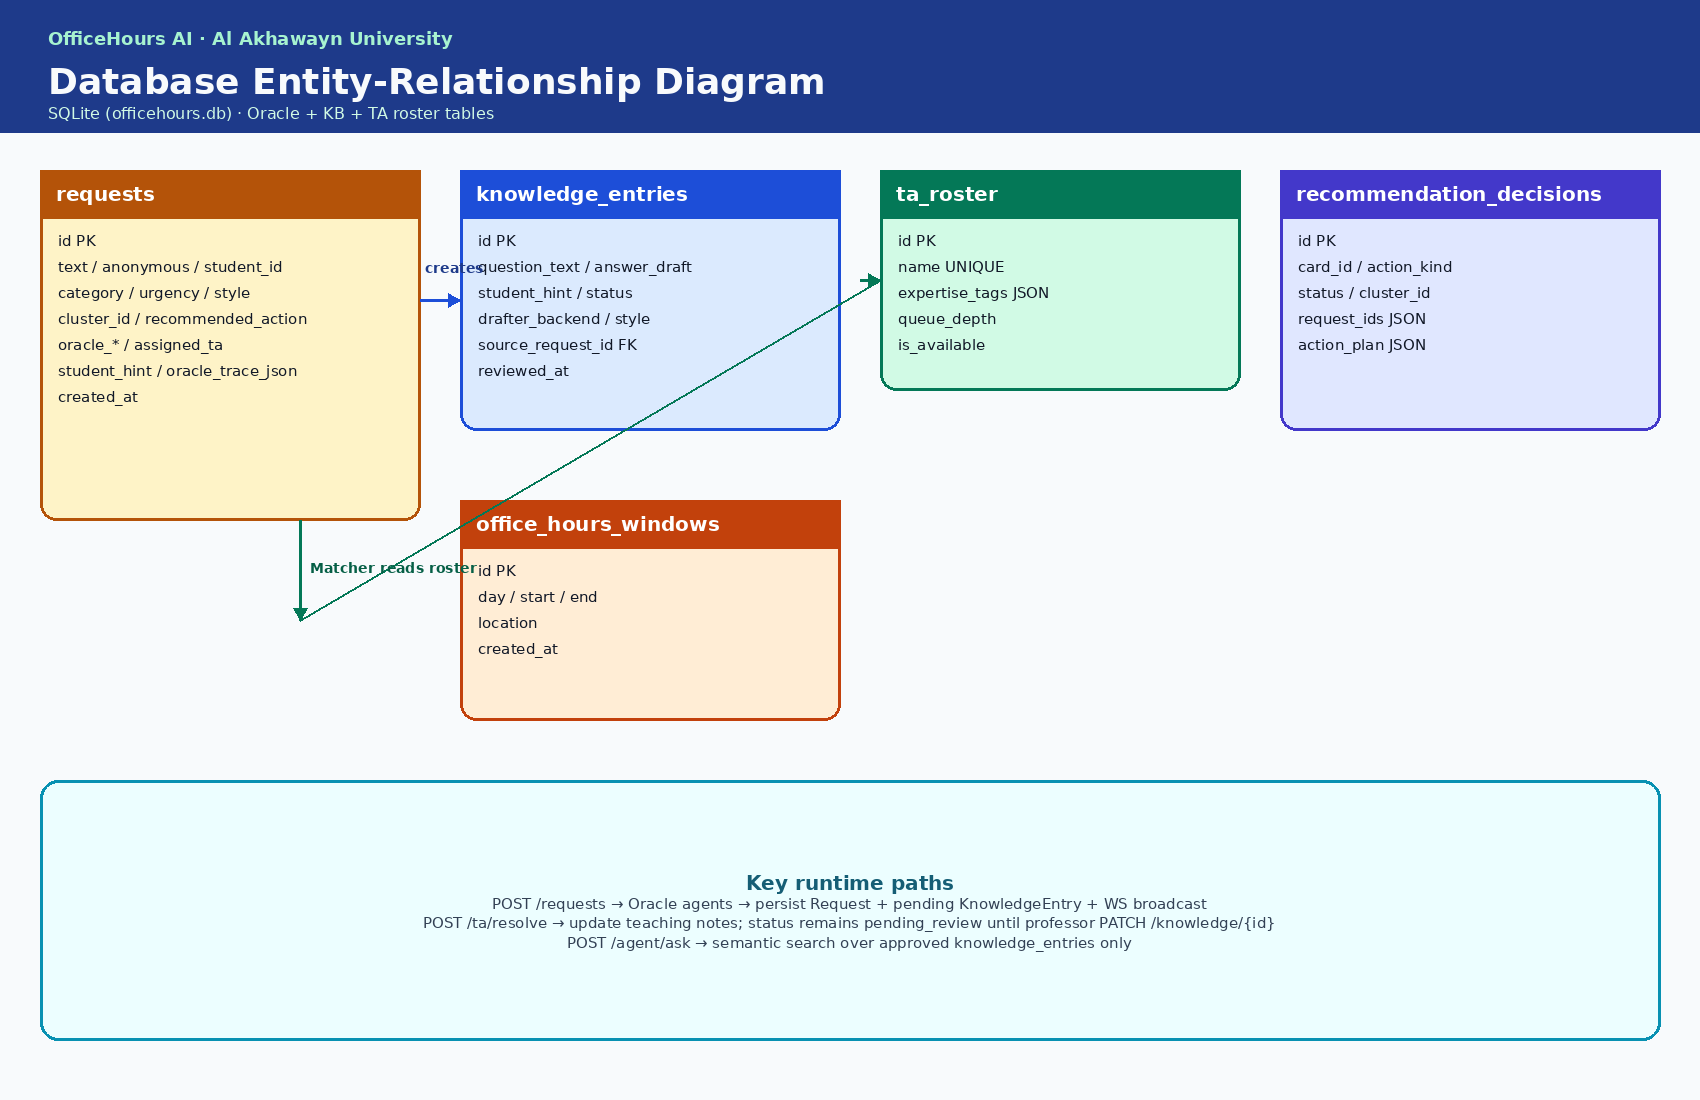 OfficeHours AI · Al Akhawayn University
Database Entity-Relationship Diagram
SQLite (officehours.db) · Oracle + KB + TA roster tables
requests
id PK
text / anonymous / student_id
category / urgency / style
cluster_id / recommended_action
oracle_* / assigned_ta
student_hint / oracle_trace_json
created_at
creates
knowledge_entries
id PK
question_text / answer_draft
student_hint / status
drafter_backend / style
source_request_id FK
reviewed_at
ta_roster
id PK
name UNIQUE
expertise_tags JSON
queue_depth
is_available
recommendation_decisions
id PK
card_id / action_kind
status / cluster_id
request_ids JSON
action_plan JSON
Matcher reads roster
office_hours_windows
id PK
day / start / end
location
created_at
Key runtime paths
POST /requests → Oracle agents → persist Request + pending KnowledgeEntry + WS broadcast
POST /ta/resolve → update teaching notes; status remains pending_review until professor PATCH /knowledge/{id}
POST /agent/ask → semantic search over approved knowledge_entries only